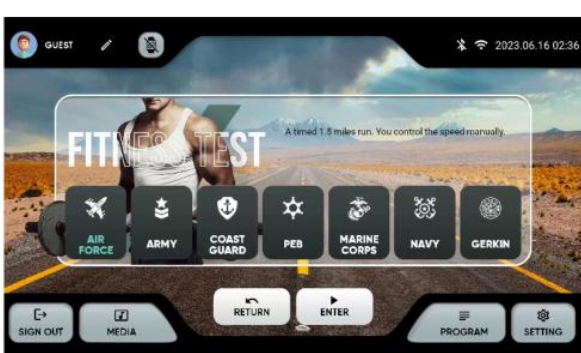 GUEST
2023.06.16 02:36
FITNESS TEST
A timed 1.5 miles run. You control the speed manually.
AIR
FORCE
ARMY
COAST
GUARD
PEB
MARINE
CORPS
NAVY
GERKIN
SIGN OUT
MEDIA
RETURN
ENTER
PROGRAM
SETTING